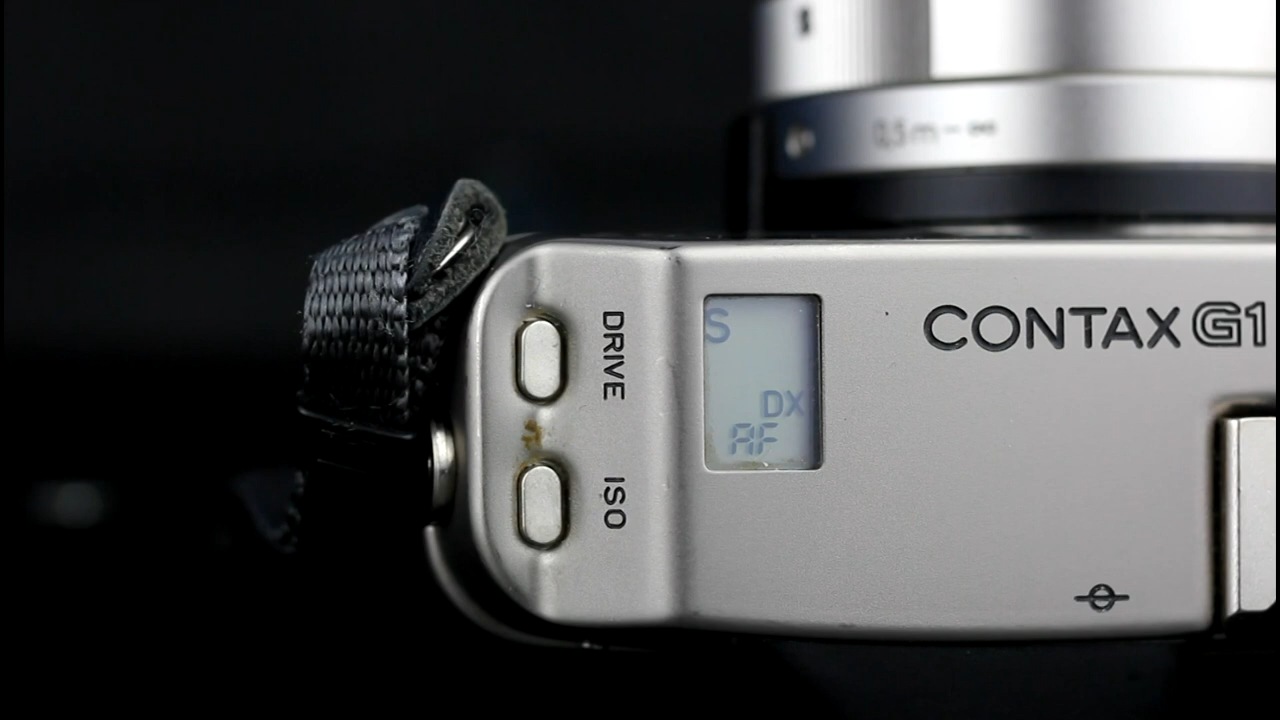 0.5m-∞
CONTAX G1
S
DX
AF
DRIVE
ISO